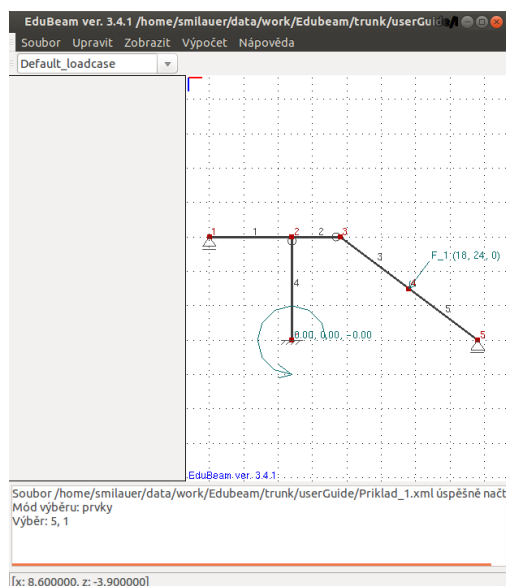 EduBeam ver. 3.4.1 /home/smilauer/data/work/Edubeam/trunk/userGuide/
Soubor Upravit Zobrazit Výpočet Nápověda
Default_loadcase
1 1 2 2 3
3 F_1 (18, 24, 0)
4 4
5
0.00, 0.00, -0.00 5
EduBeam ver. 3.4.1
Soubor /home/smilauer/data/work/Edubeam/trunk/userGuide/Priklad_1.xml úspěšně načt
Mód výběru: prvky
Výběr: 5, 1
[x: 8.600000, z: -3.900000]